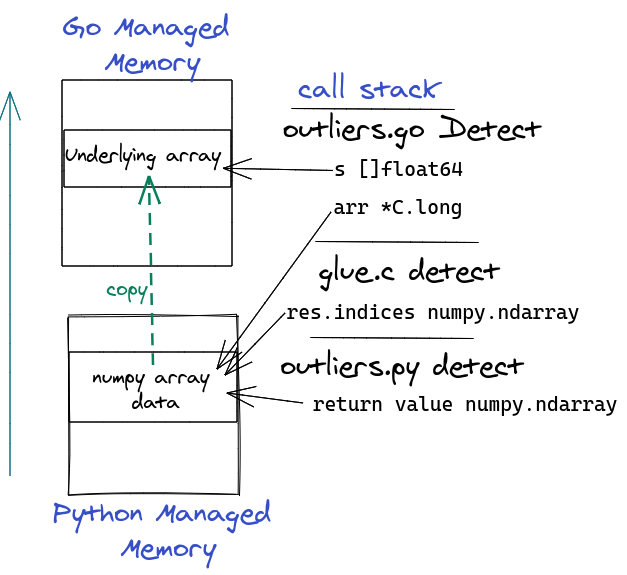 Go Managed
Memory
Underlying array
copy
numpy array
data
Python Managed
Memory
call stack
outliers.go Detect
s []float64
arr *C.long
glue.c detect
res.indices numpy.ndarray
outliers.py detect
return value numpy.ndarray